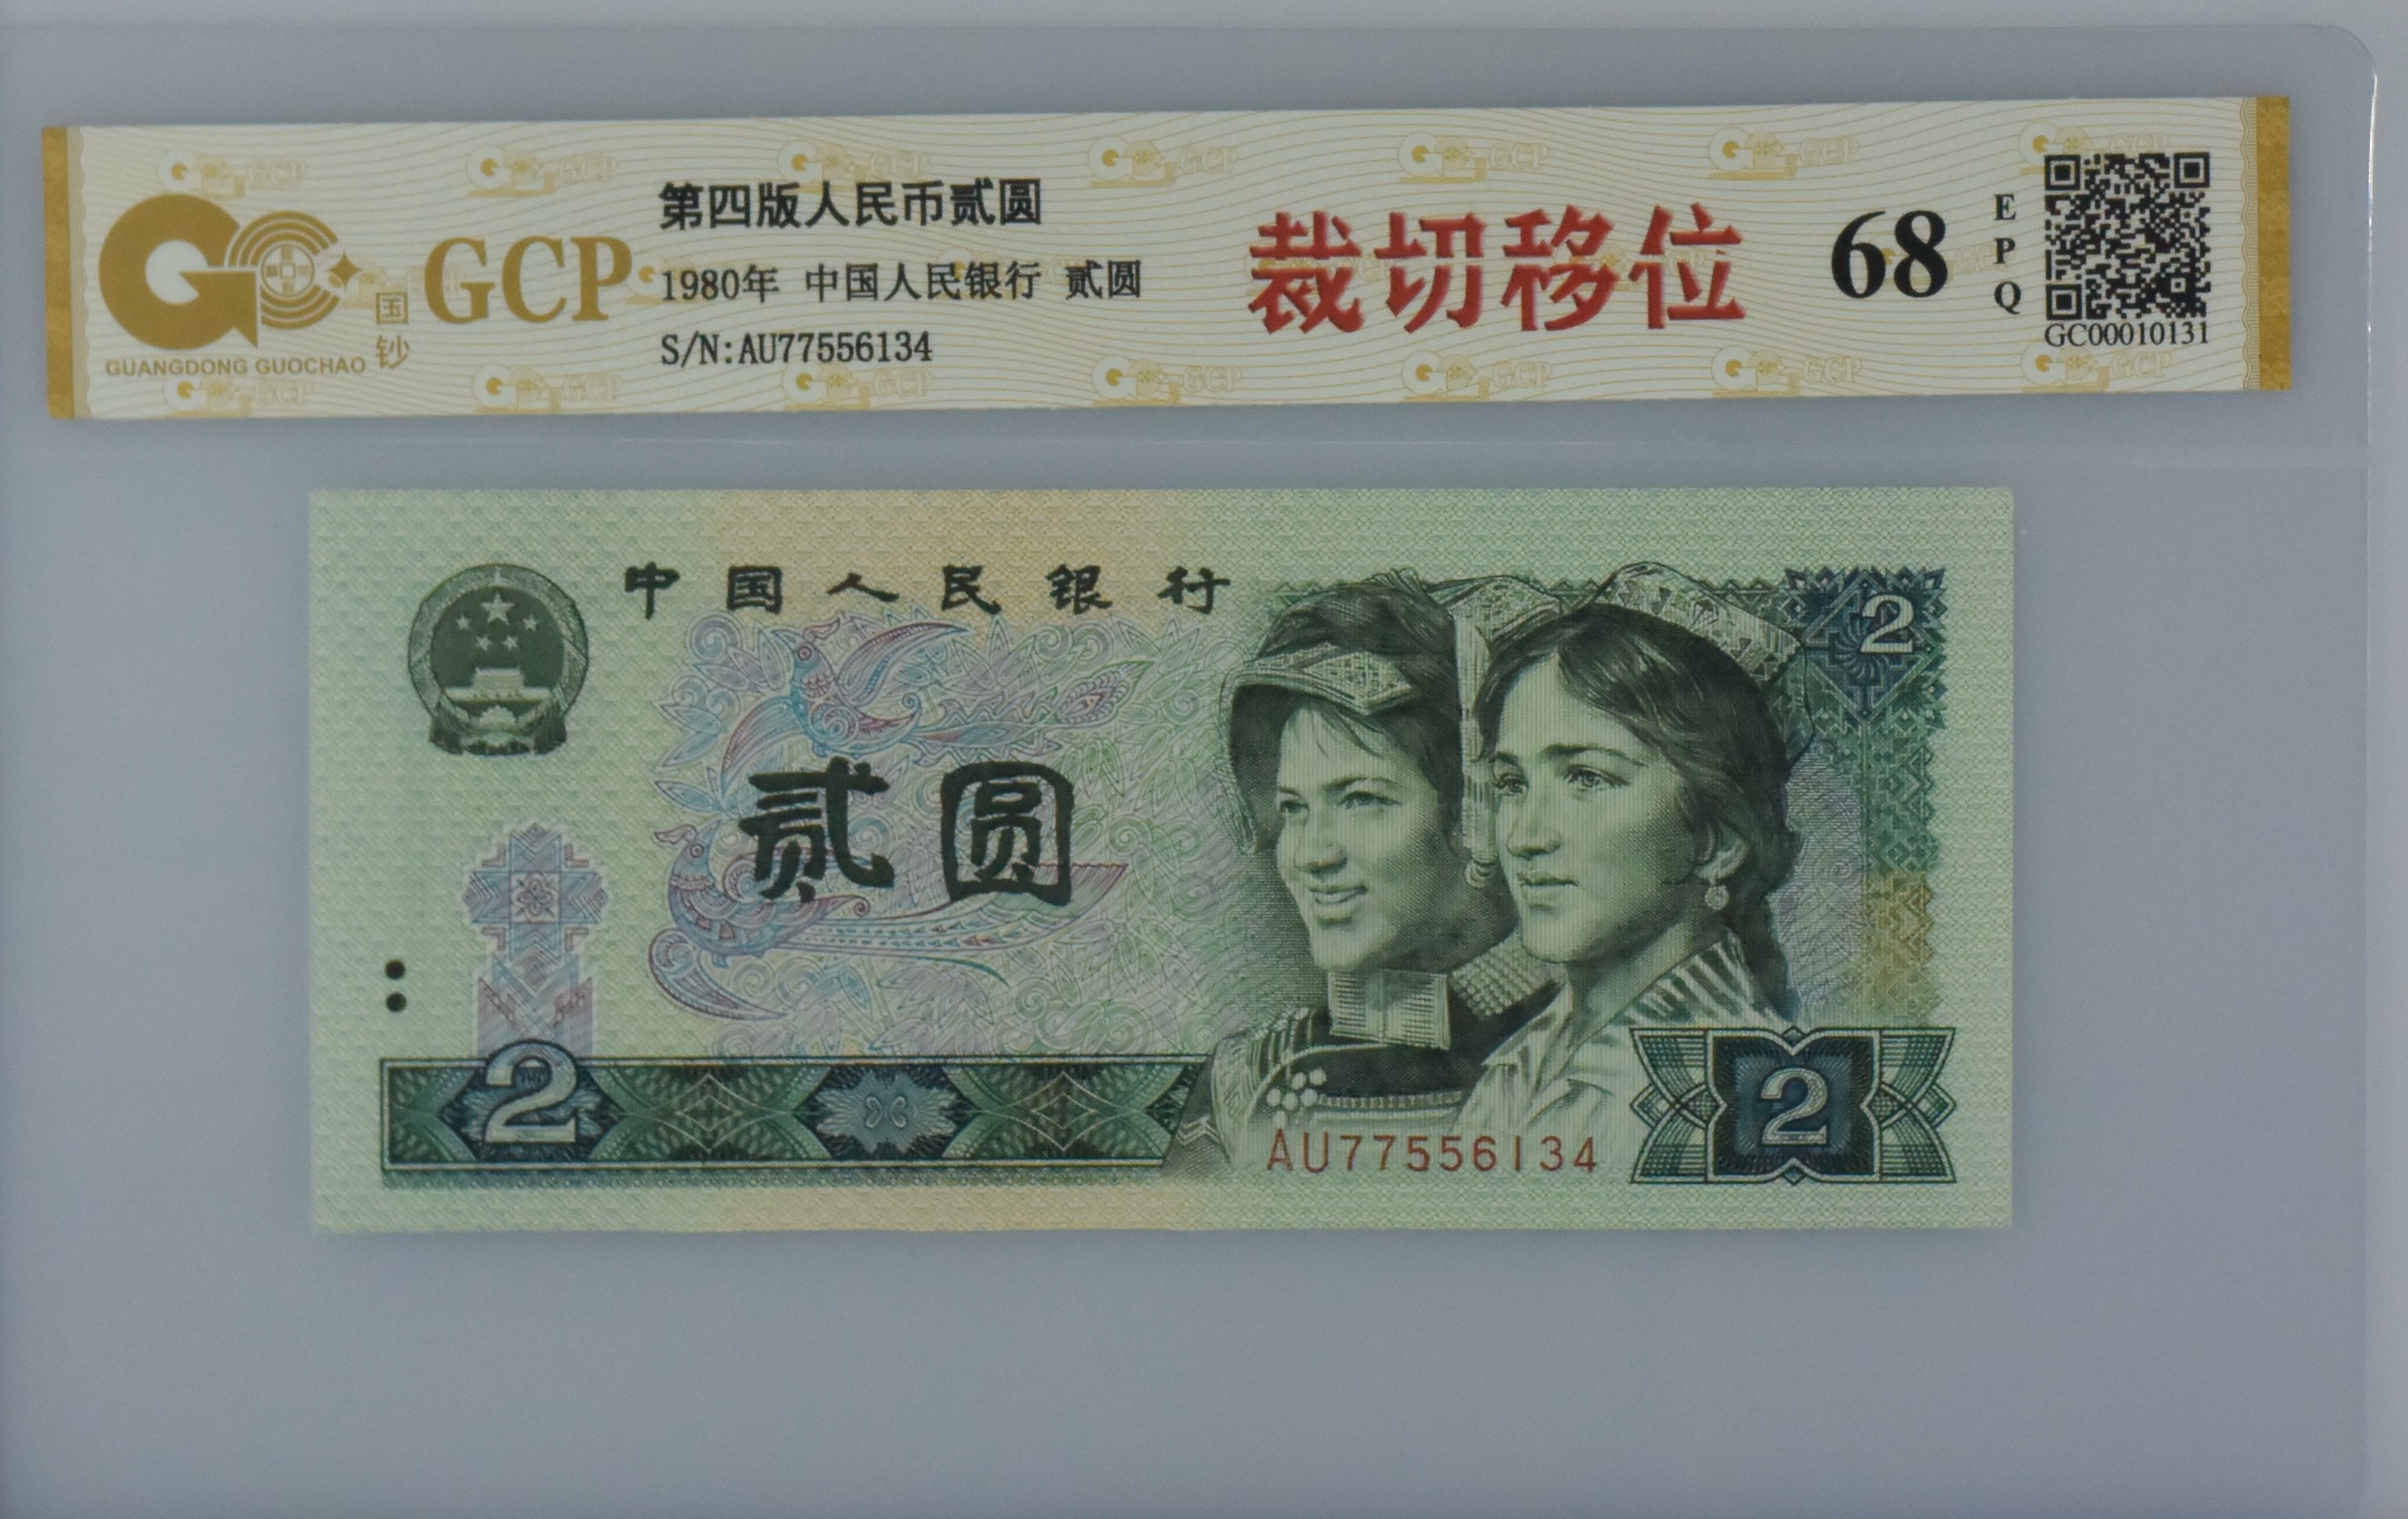 GCP
国钞
GUANGDONG GUOCHAO
第四版人民币贰圆
1980年 中国人民银行 贰圆
S/N:AU77556134
裁切移位
68
EPQ
GC00010131
中国人民银行
2
贰圆
2
AU77556134
2